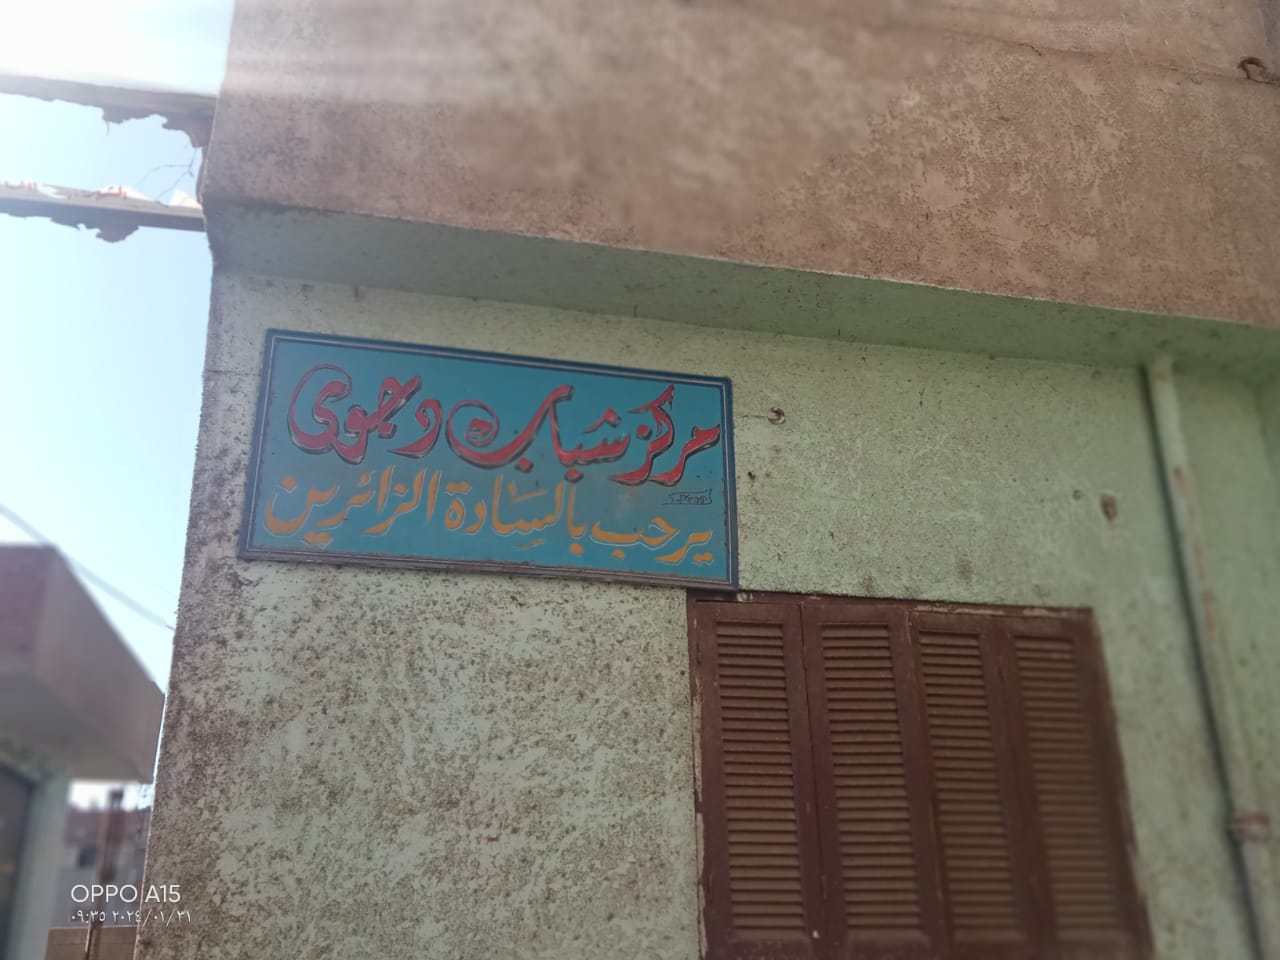 مركز شباب دجوى
يرحب بالسادة الزائرين
OPPO A15
٠٩:٣٥ ٢٠٢٤/٠١/٣١